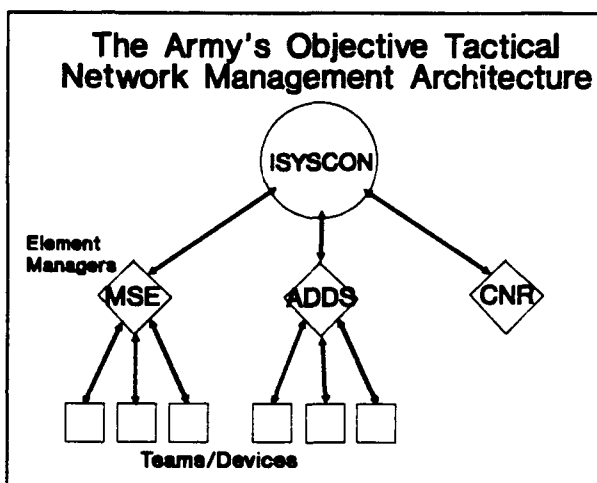 The Army's Objective Tactical
Network Management Architecture
ISYSCON
Element
Managers
MSE
ADDS
CNR
Teams/Devices